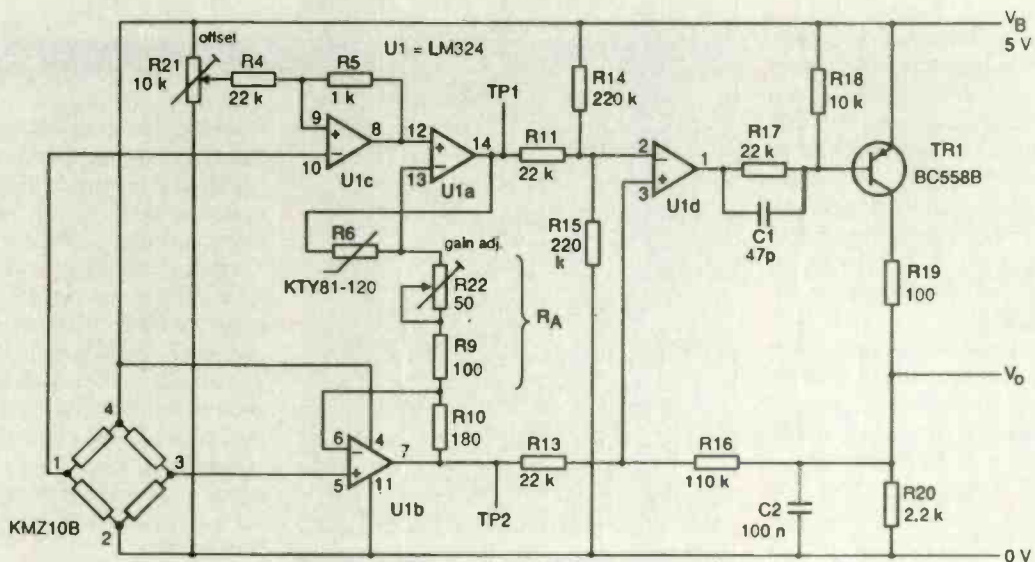 VB
5 V
offset
U1 = LM324
R21
10 k
R4
22 k
R5
1 k
R14
220 k
R18
10 k
TP1
9
+
−
10
8
U1c
12
+
−
13
14
U1a
R11
22 k
2
−
+
3
1
U1d
R17
22 k
C1
47p
TR1
BC558B
R6
KTY81-120
gain adj.
R22
50
RA
R9
100
R15
220
k
R19
100
VO
R10
180
4
1
3
2
KMZ10B
6
−
+
5
4
7
11
U1b
TP2
R13
22 k
R16
110 k
C2
100 n
R20
2,2 k
0 V